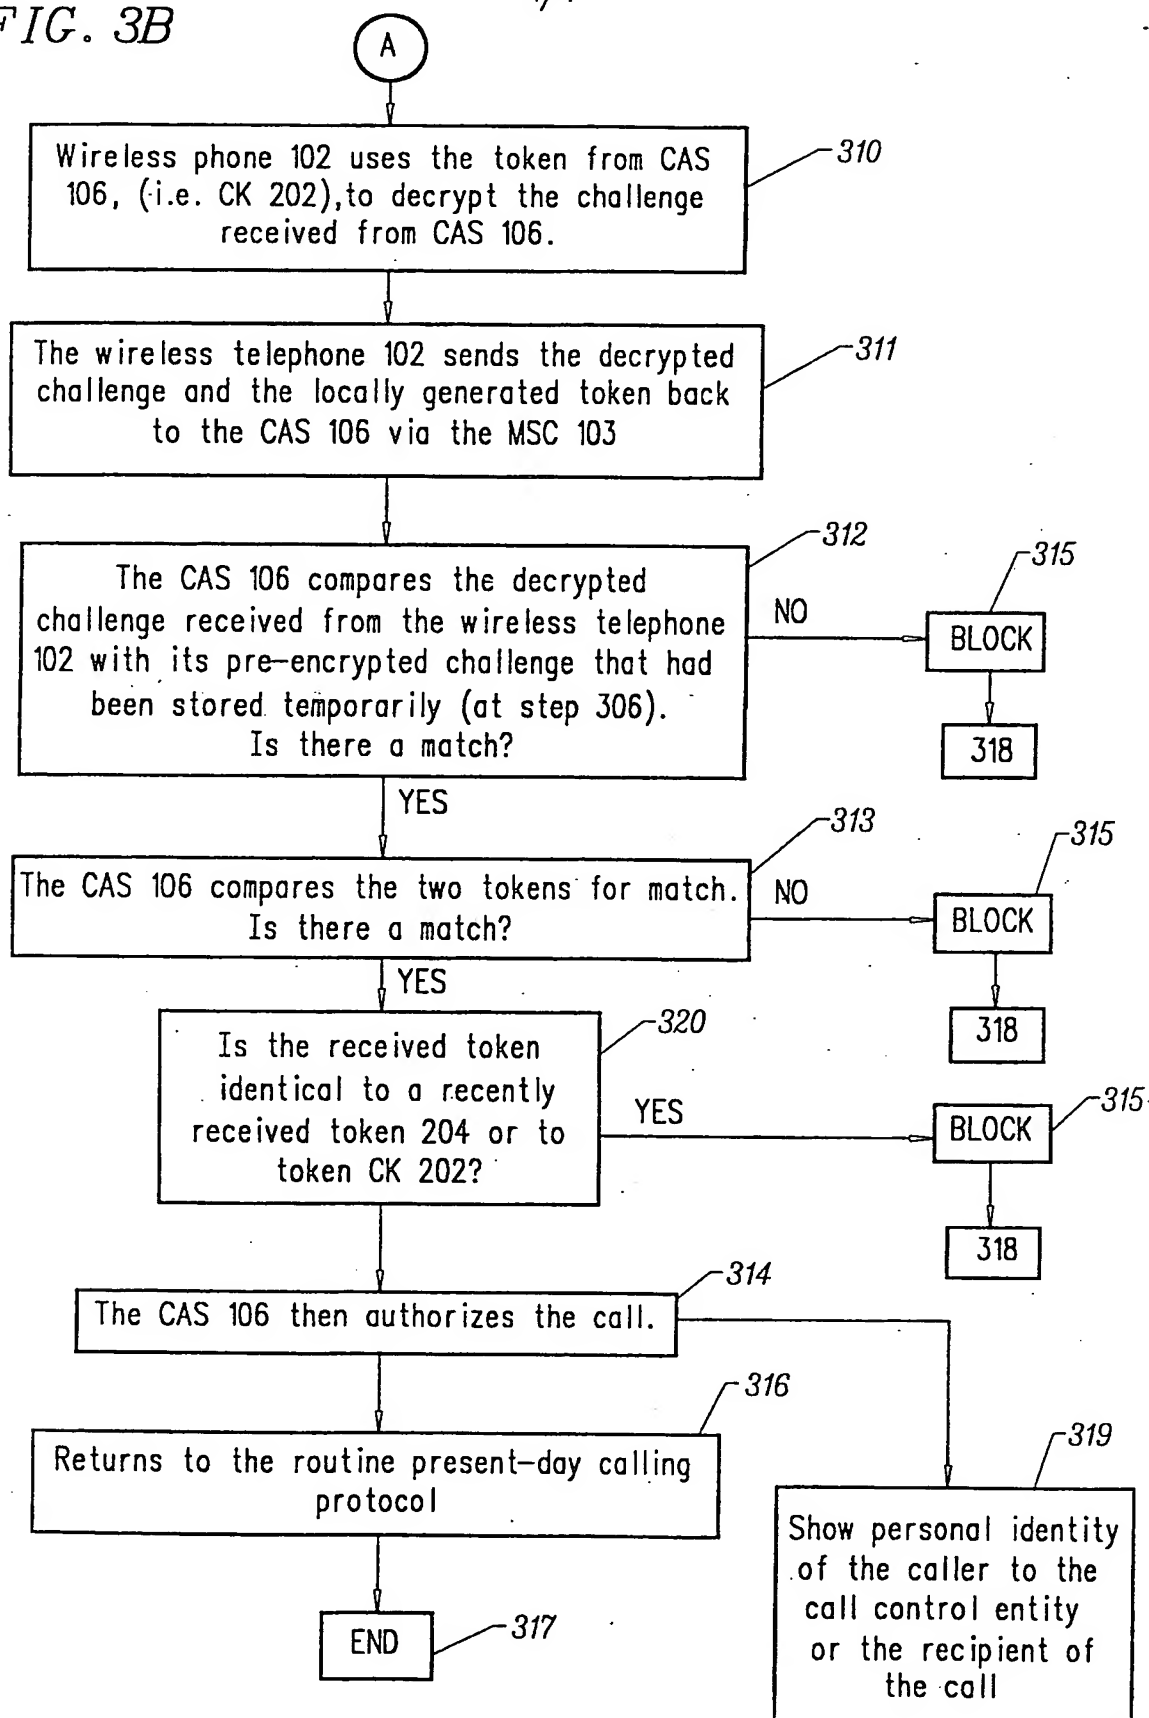 FIG. 3B
A
Wireless phone 102 uses the token from CAS
106, (i.e. CK 202), to decrypt the challenge
received from CAS 106.
310
The wireless telephone 102 sends the decrypted
challenge and the locally generated token back
to the CAS 106 via the MSC 103
311
The CAS 106 compares the decrypted
challenge received from the wireless telephone
102 with its pre-encrypted challenge that had
been stored temporarily (at step 306).
Is there a match?
312
NO
315
BLOCK
318
YES
The CAS 106 compares the two tokens for match.
Is there a match?
313
NO
315
BLOCK
318
YES
Is the received token
identical to a recently
received token 204 or to
token CK 202?
320
YES
315
BLOCK
318
The CAS 106 then authorizes the call.
314
Returns to the routine present-day calling
protocol
316
END
317
319
Show personal identity
of the caller to the
call control entity
or the recipient of
the call